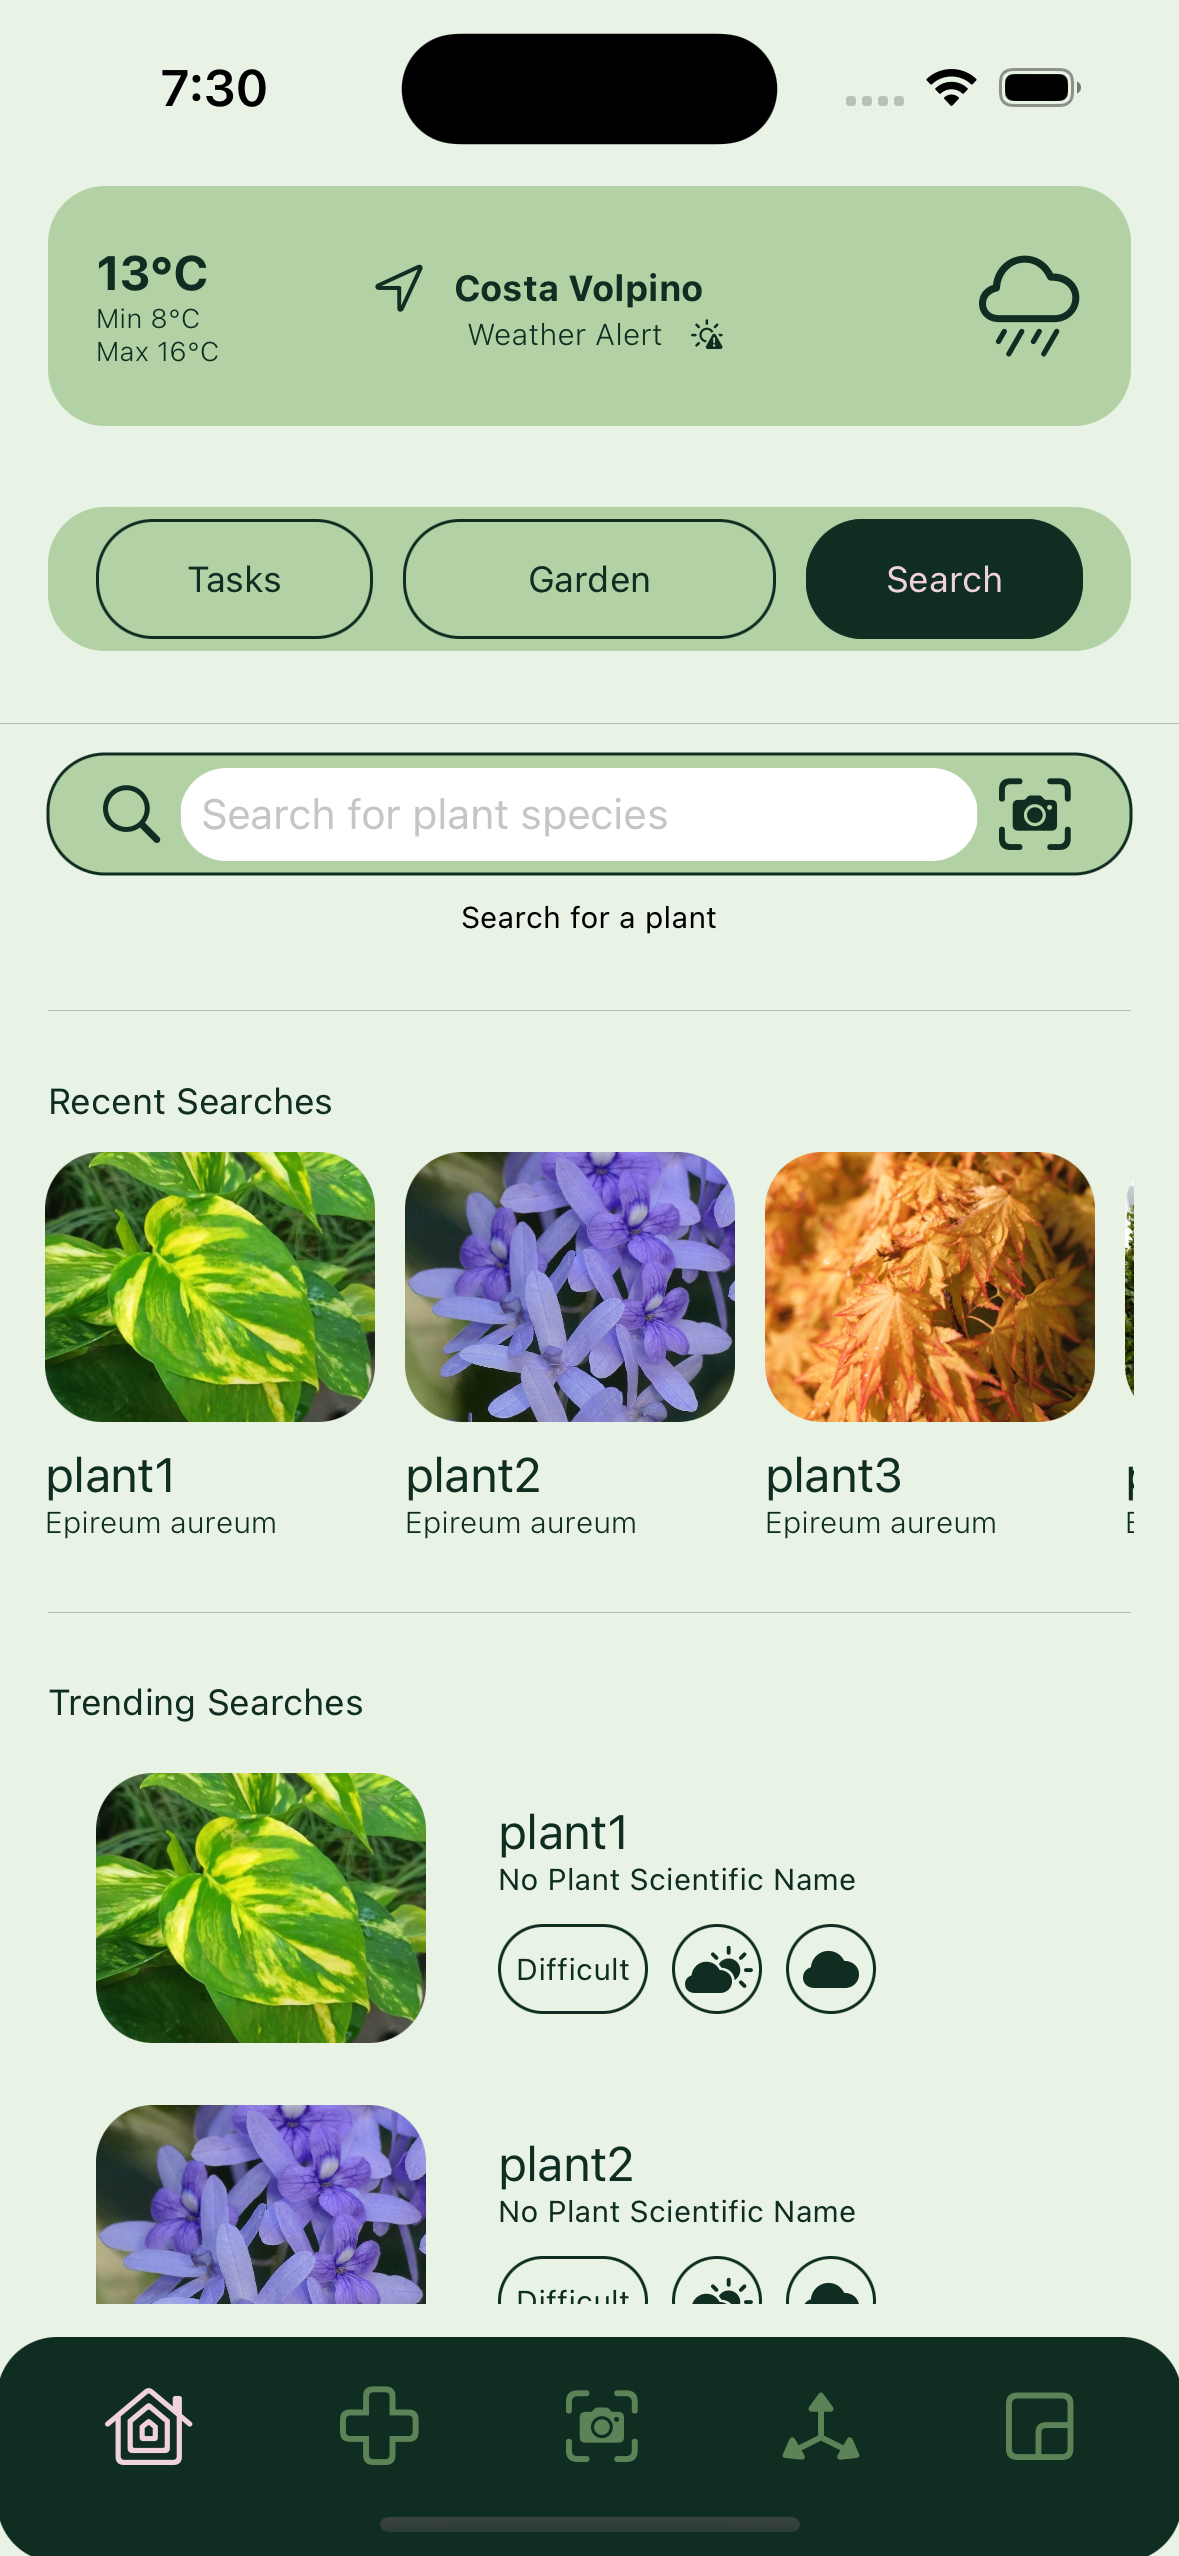 7:30
13°C
Min 8°C
Max 16°C
Costa Volpino
Weather Alert
Tasks
Garden
Search
Search for plant species
Search for a plant
Recent Searches
plant1
Epireum aureum
plant2
Epireum aureum
plant3
Epireum aureum
Trending Searches
plant1
No Plant Scientific Name
Difficult
plant2
No Plant Scientific Name
Difficult